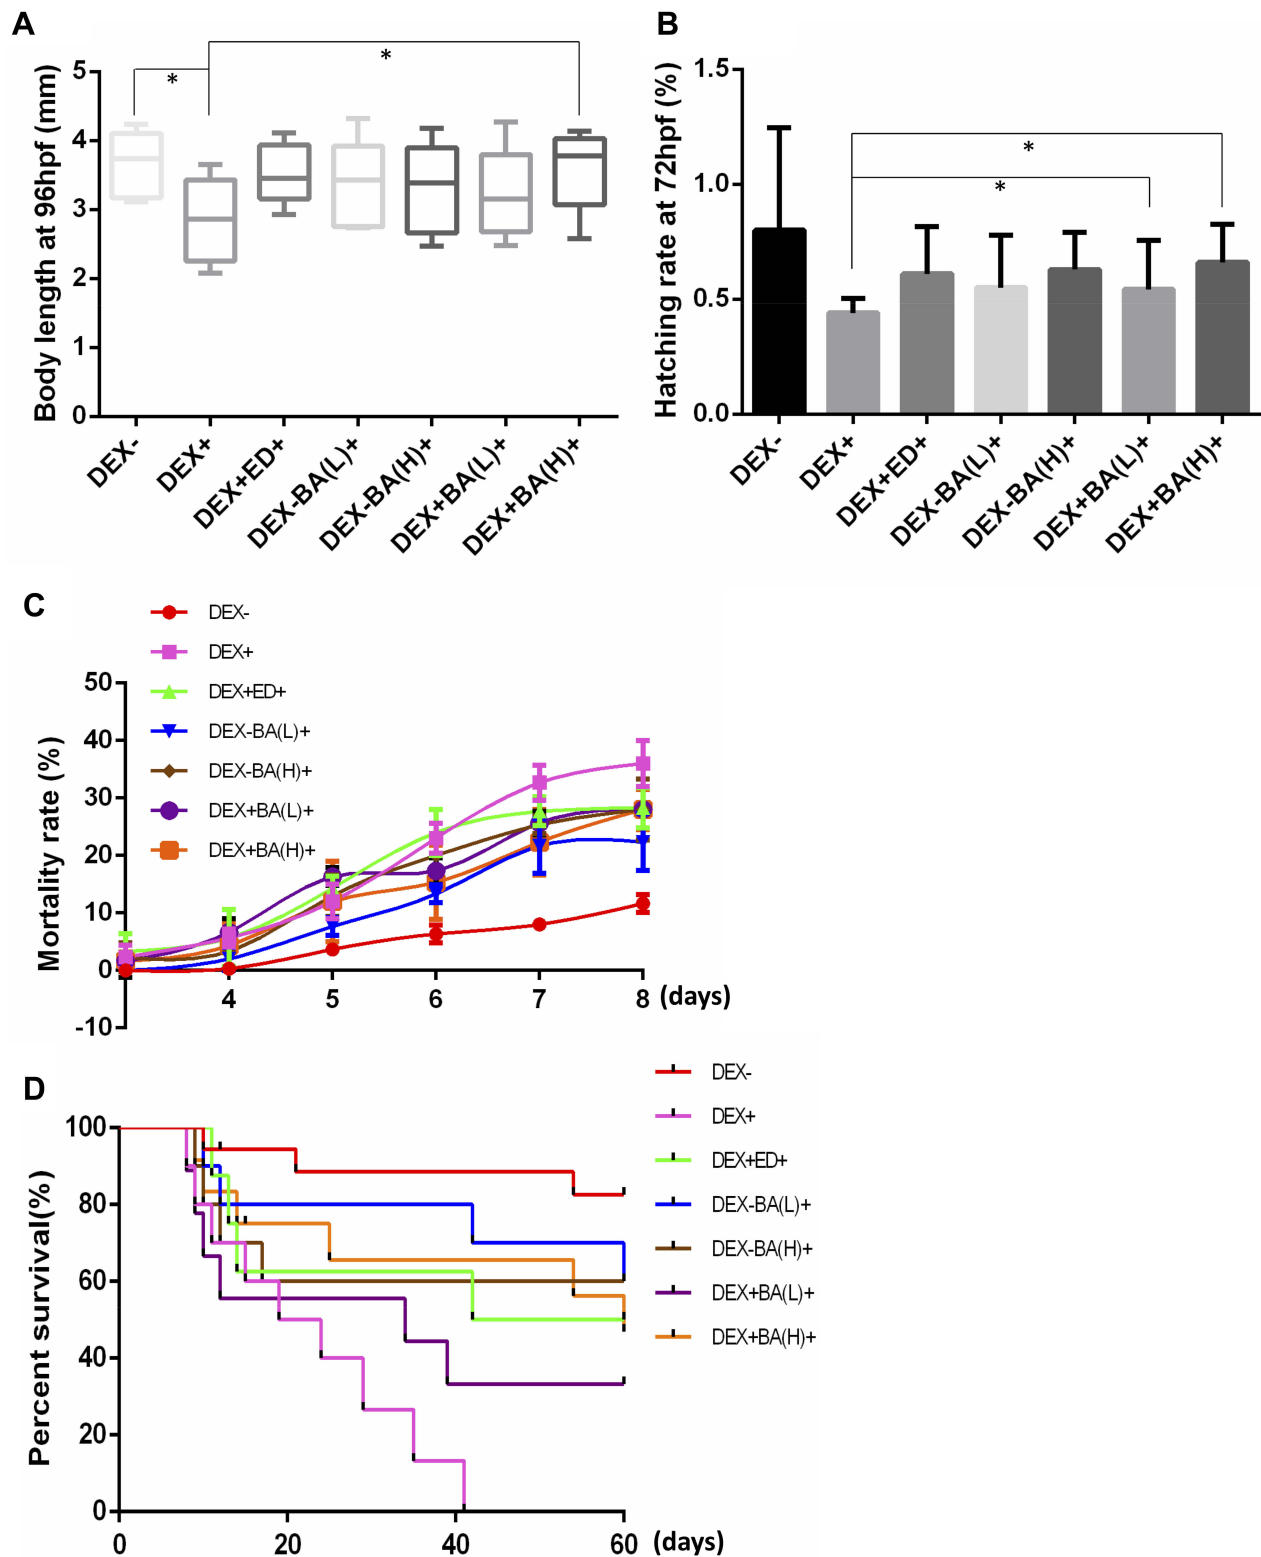 A
Body length at 96hpf (mm)
5
4
3
2
1
0
*
*
DEX-
DEX+
DEX+ED+
DEX-BA(L)+
DEX-BA(H)+
DEX+BA(L)+
DEX+BA(H)+
B
Hatching rate at 72hpf (%)
1.5
1.0
0.5
0.0
*
*
DEX-
DEX+
DEX+ED+
DEX-BA(L)+
DEX-BA(H)+
DEX+BA(L)+
DEX+BA(H)+
C
DEX-
DEX+
DEX+ED+
DEX-BA(L)+
DEX-BA(H)+
DEX+BA(L)+
DEX+BA(H)+
Mortality rate (%)
50
40
30
20
10
0
-10
4 5 6 7 8 (days)
D
DEX-
DEX+
DEX+ED+
DEX-BA(L)+
DEX-BA(H)+
DEX+BA(L)+
DEX+BA(H)+
Percent survival(%)
100
80
60
40
20
0
0 20 40 60 (days)